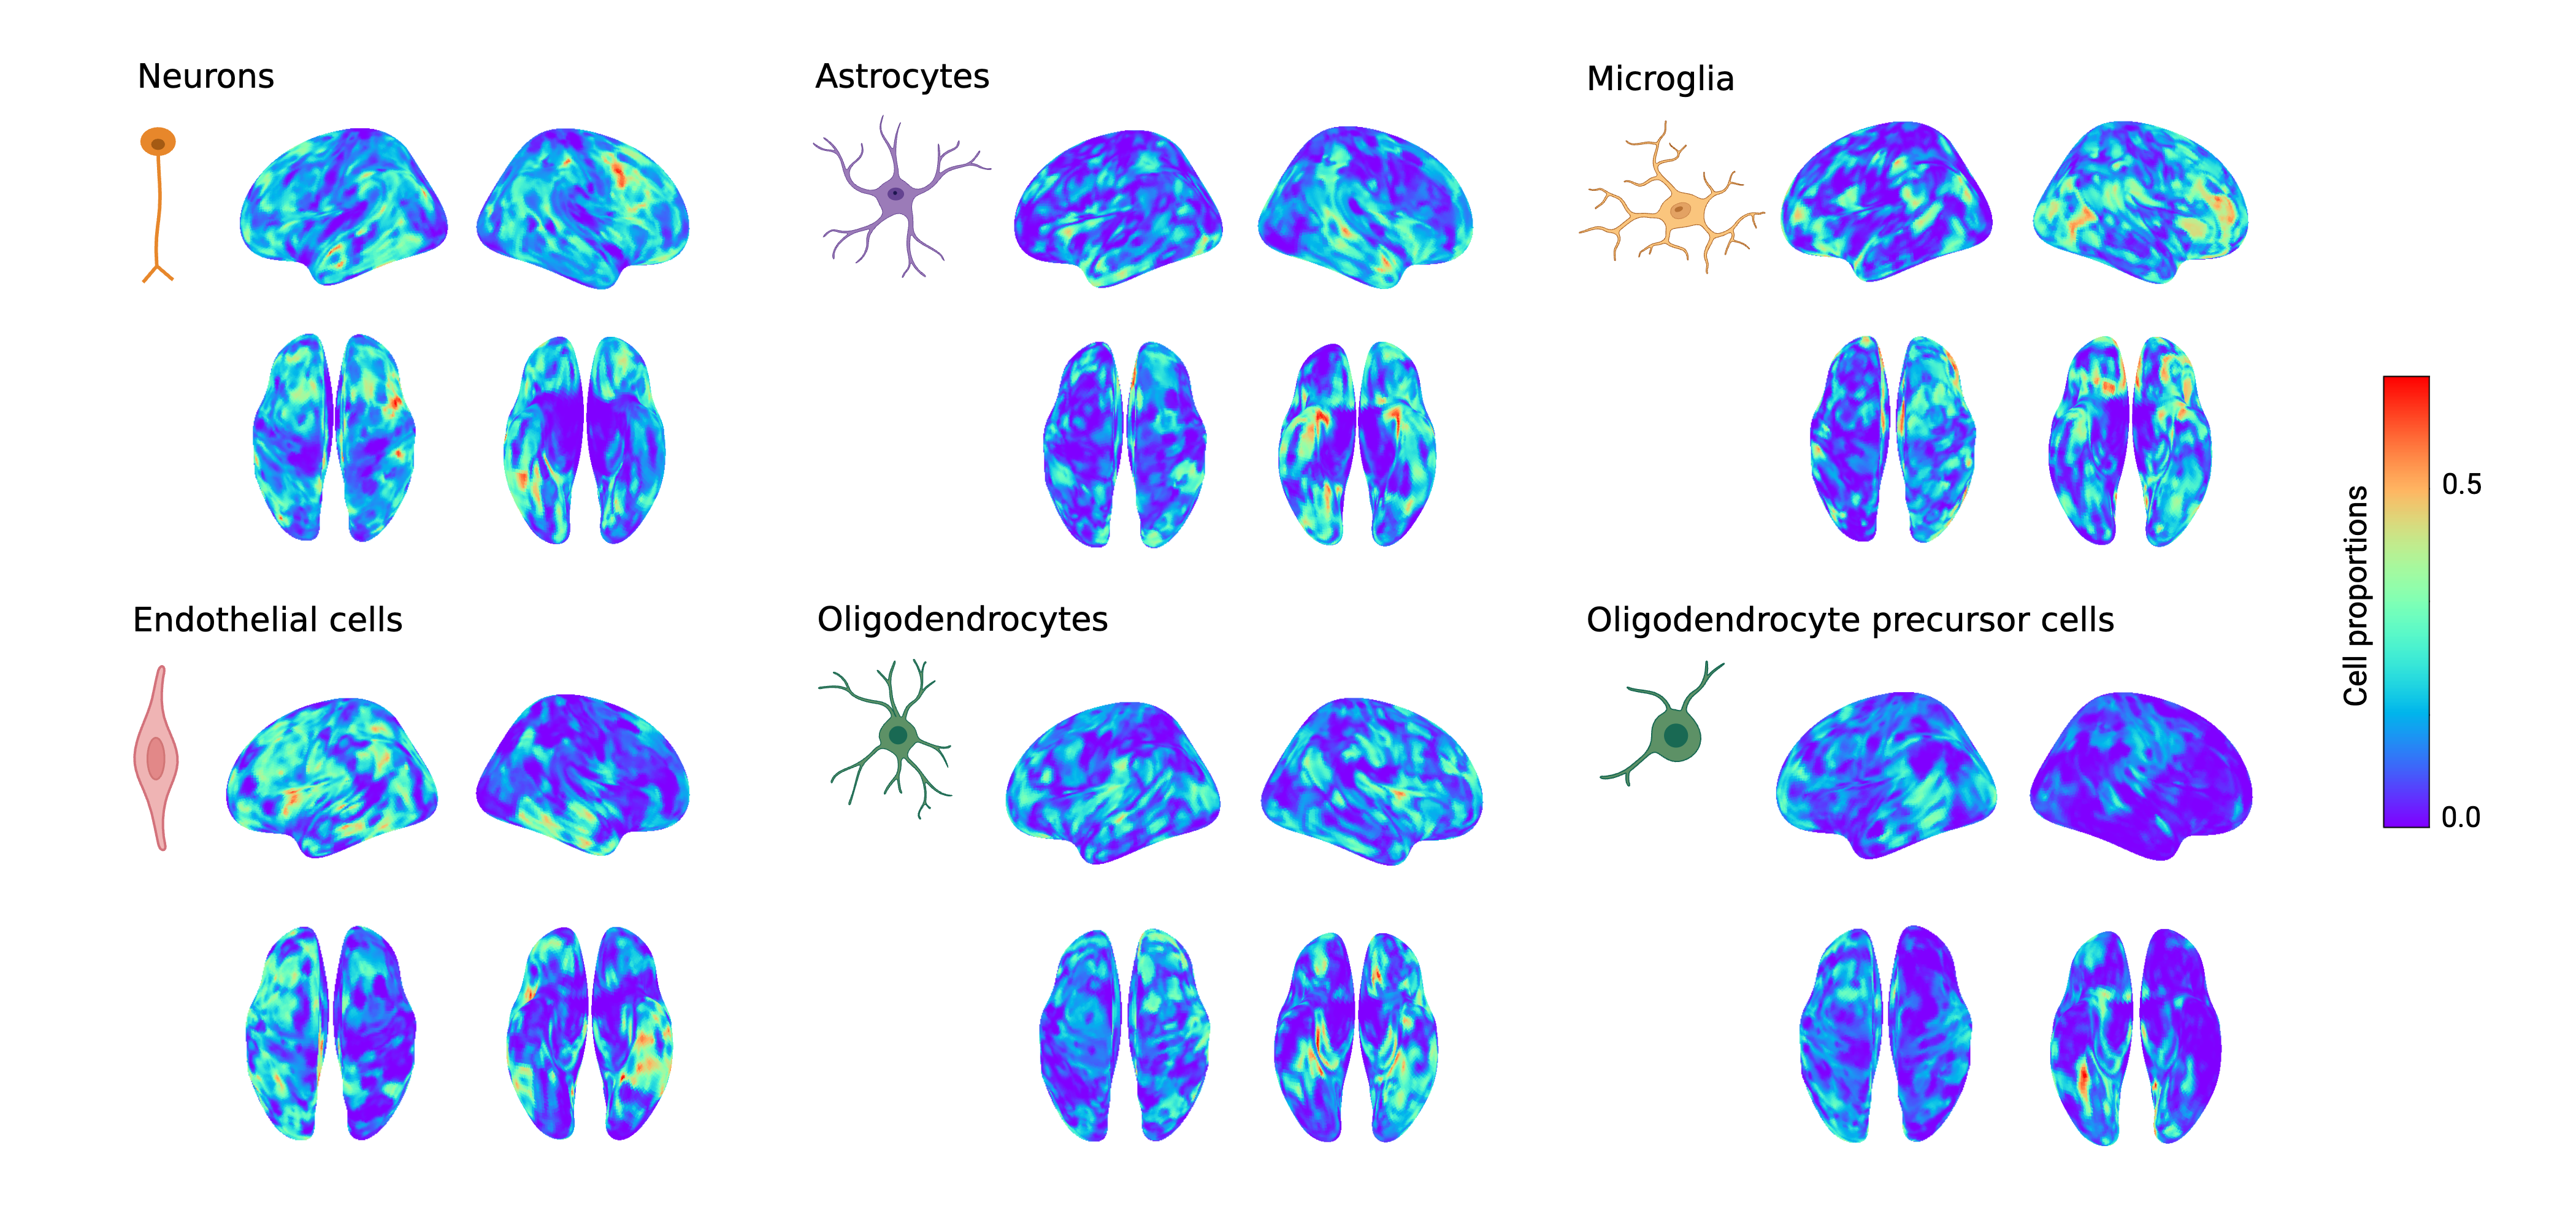 Neurons
Astrocytes
Microglia
Endothelial cells
Oligodendrocytes
Oligodendrocyte precursor cells
Cell proportions
0.5
0.0